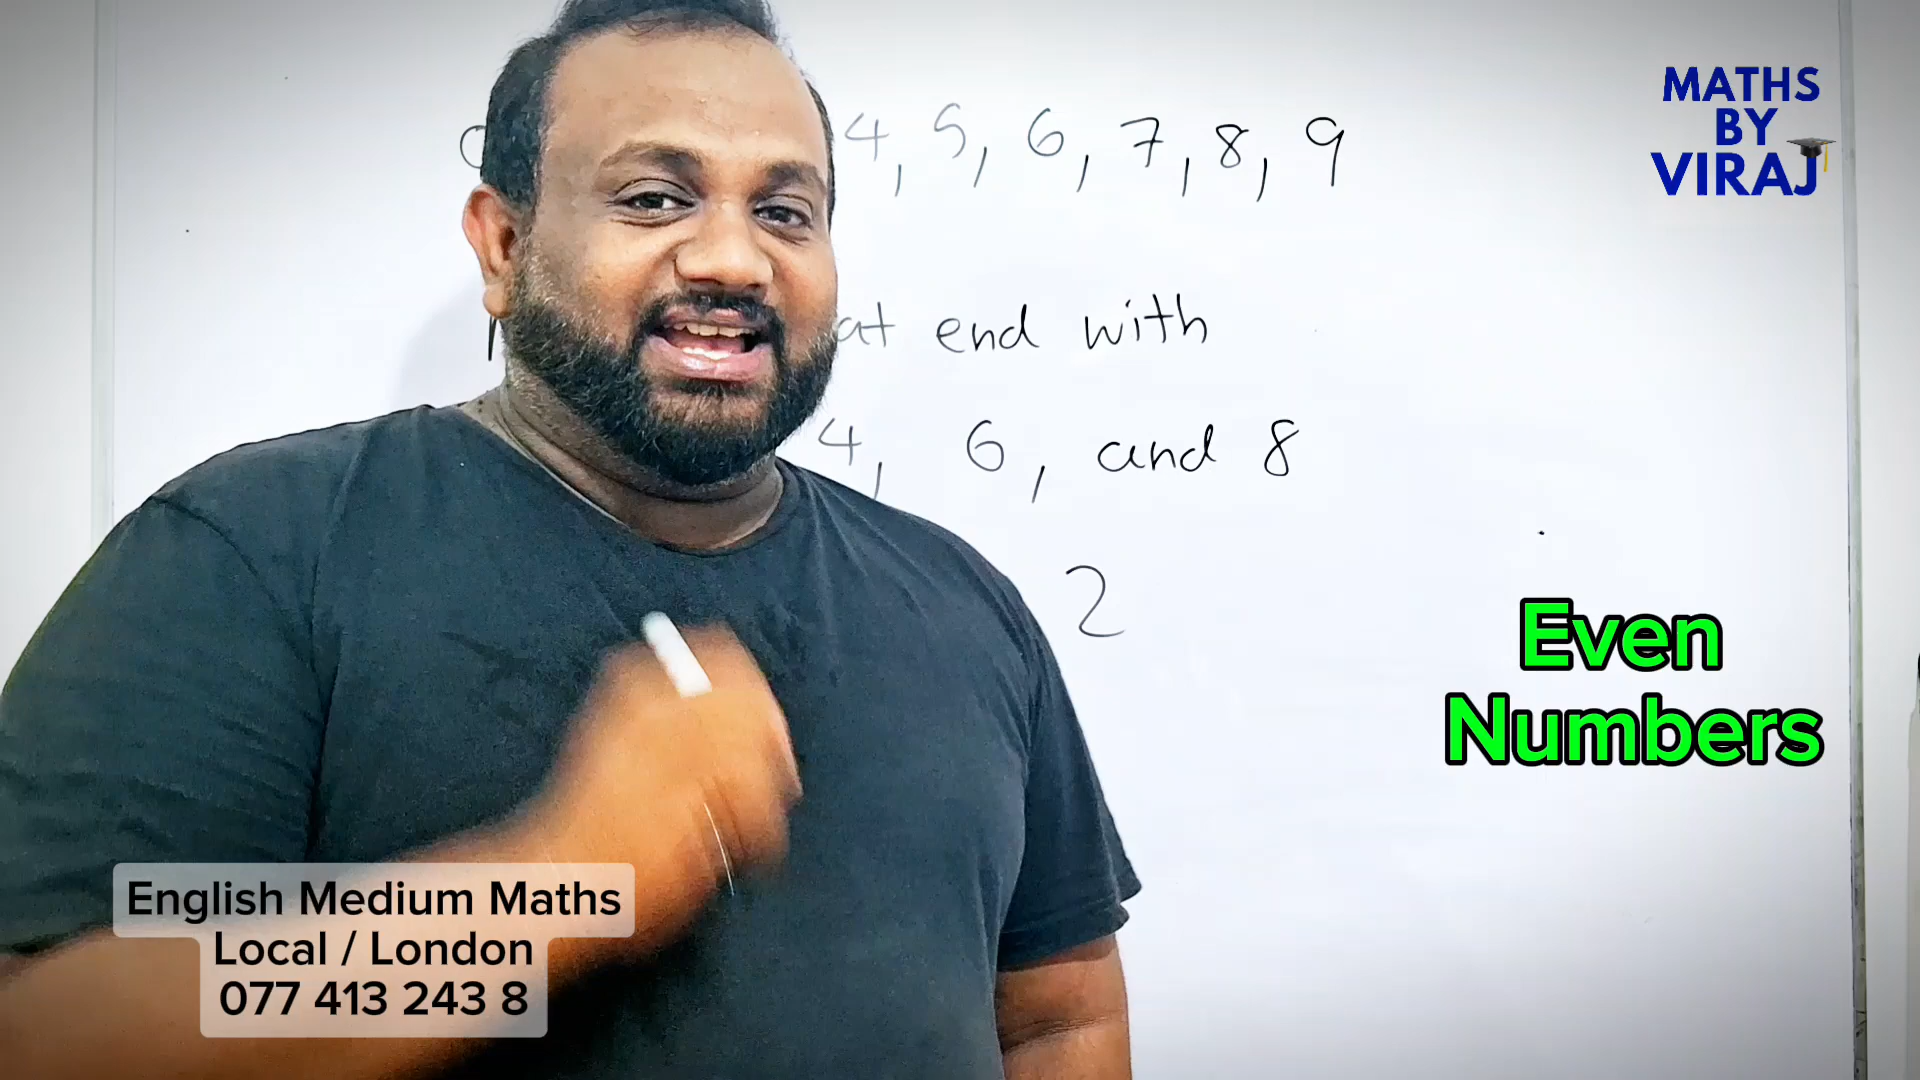 4, 5, 6, 7, 8, 9
end with
4, 6, and 8
2
MATHS
BY
VIRAJ
Even
Numbers
English Medium Maths
Local / London
077 413 243 8